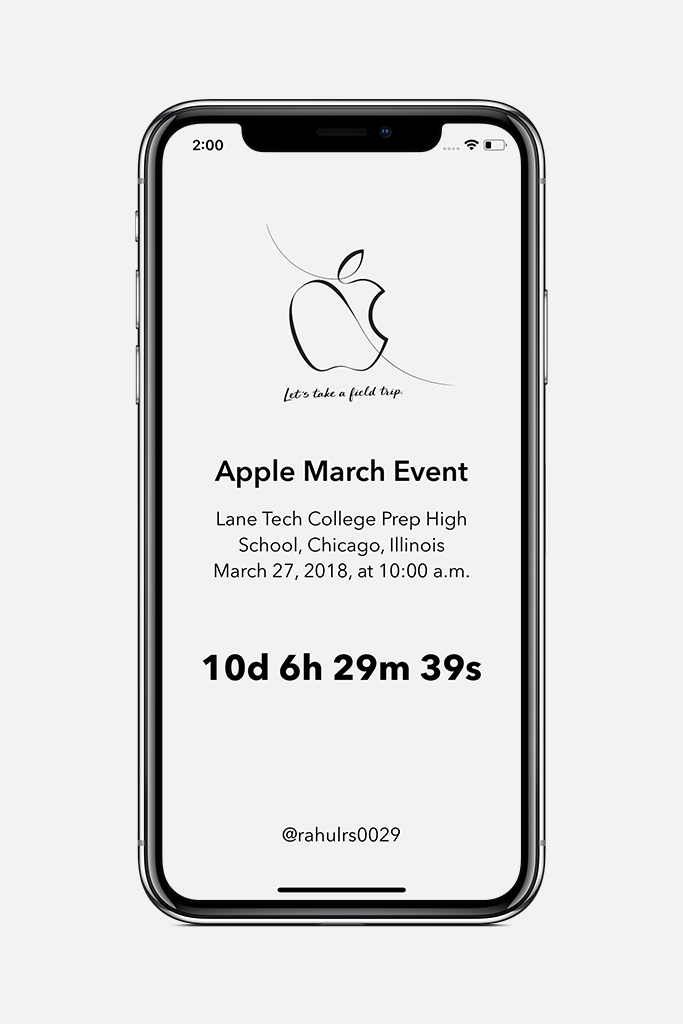 2:00
Let's take a field trip.
Apple March Event
Lane Tech College Prep High
School, Chicago, Illinois
March 27, 2018, at 10:00 a.m.
10d 6h 29m 39s
@rahulrs0029